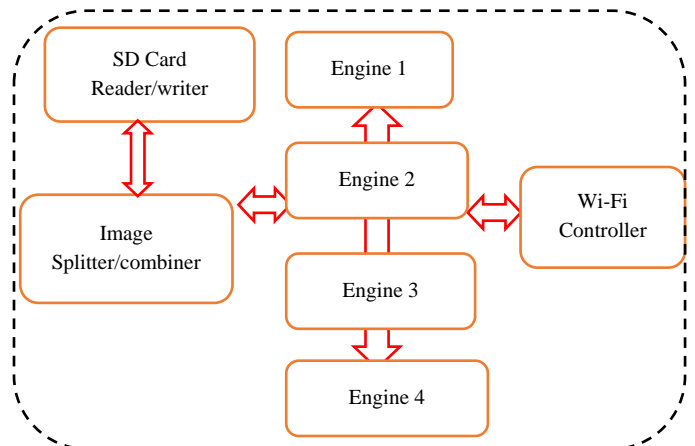 SD Card
Reader/writer
Image
Splitter/combiner
Engine 1
Engine 2
Engine 3
Engine 4
Wi-Fi
Controller